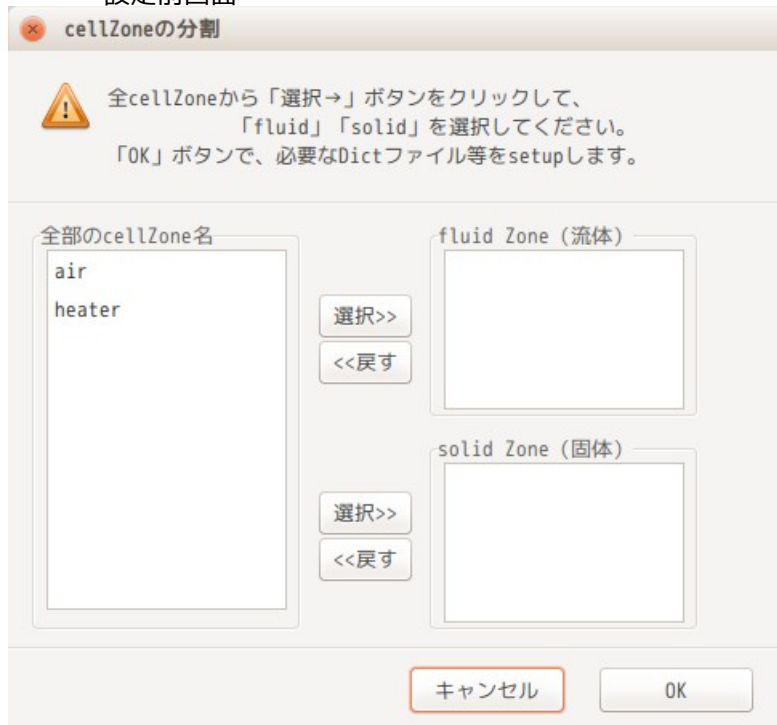 設定前画面
cellZoneの分割
全cellZoneから「選択→」ボタンをクリックして、
「fluid」「solid」を選択してください。
「OK」ボタンで、必要なDictファイル等をsetupします。
全部のcellZone名
air
heater
選択>>
<<戻す
fluid Zone (流体)
solid Zone (固体)
選択>>
<<戻す
キャンセル
OK